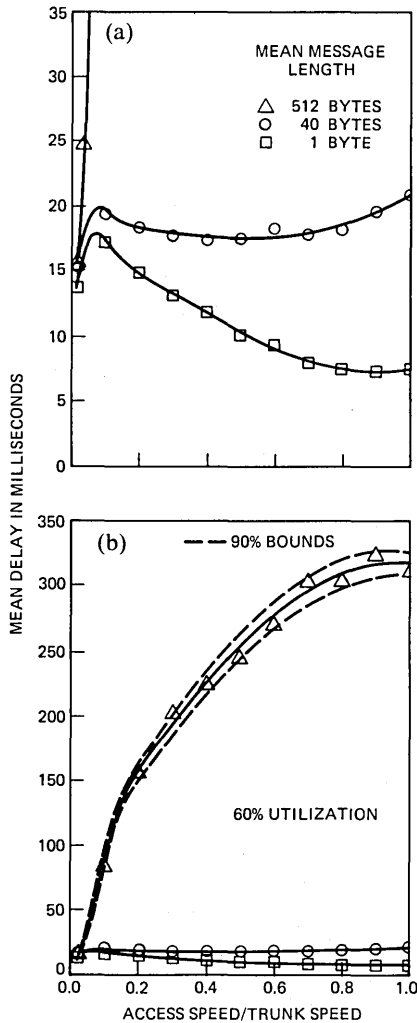 (a)
MEAN MESSAGE
LENGTH
512 BYTES
40 BYTES
1 BYTE
35
30
25
20
15
10
5
0
MEAN DELAY IN MILLISECONDS
(b)
90% BOUNDS
60% UTILIZATION
350
300
250
200
150
100
50
0
0.0 0.2 0.4 0.6 0.8 1.0
ACCESS SPEED/TRUNK SPEED